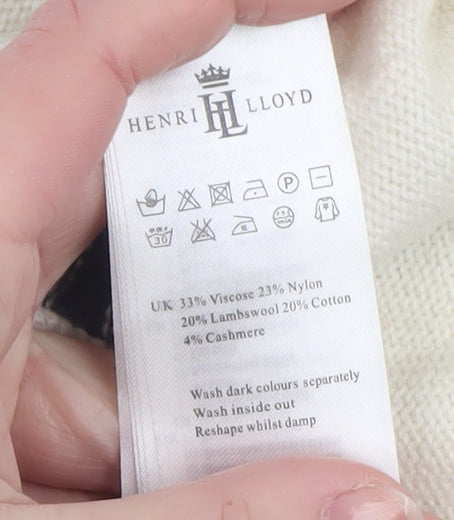 HENRI HL LLOYD
P
30
UK 33% Viscose 23% Nylon
20% Lambswool 20% Cotton
4% Cashmere
Wash dark colours separately
Wash inside out
Reshape whilst damp